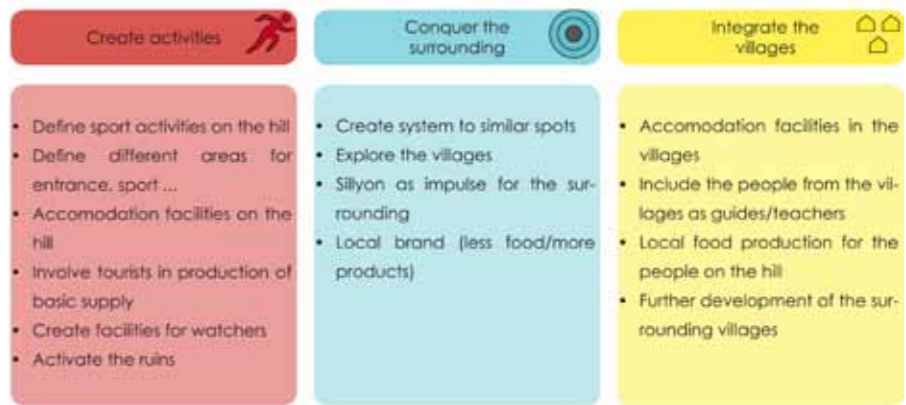 Create activities
• Define sport activities on the hill
• Define different areas for
entrance, sport ...
• Accomodation facilities on the
hill
• Involve tourists in production of
basic supply
• Create facilities for watchers
• Activate the ruins
Conquer the
surrounding
• Create system to similar spots
• Explore the villages
• Sillyon as impulse for the sur-
rounding
• Local brand (less food/more
products)
Integrate the
villages
• Accomodation facilities in the
villages
• Include the people from the vil-
lages as guides/teachers
• Local food production for the
people on the hill
• Further development of the sur-
rounding villages